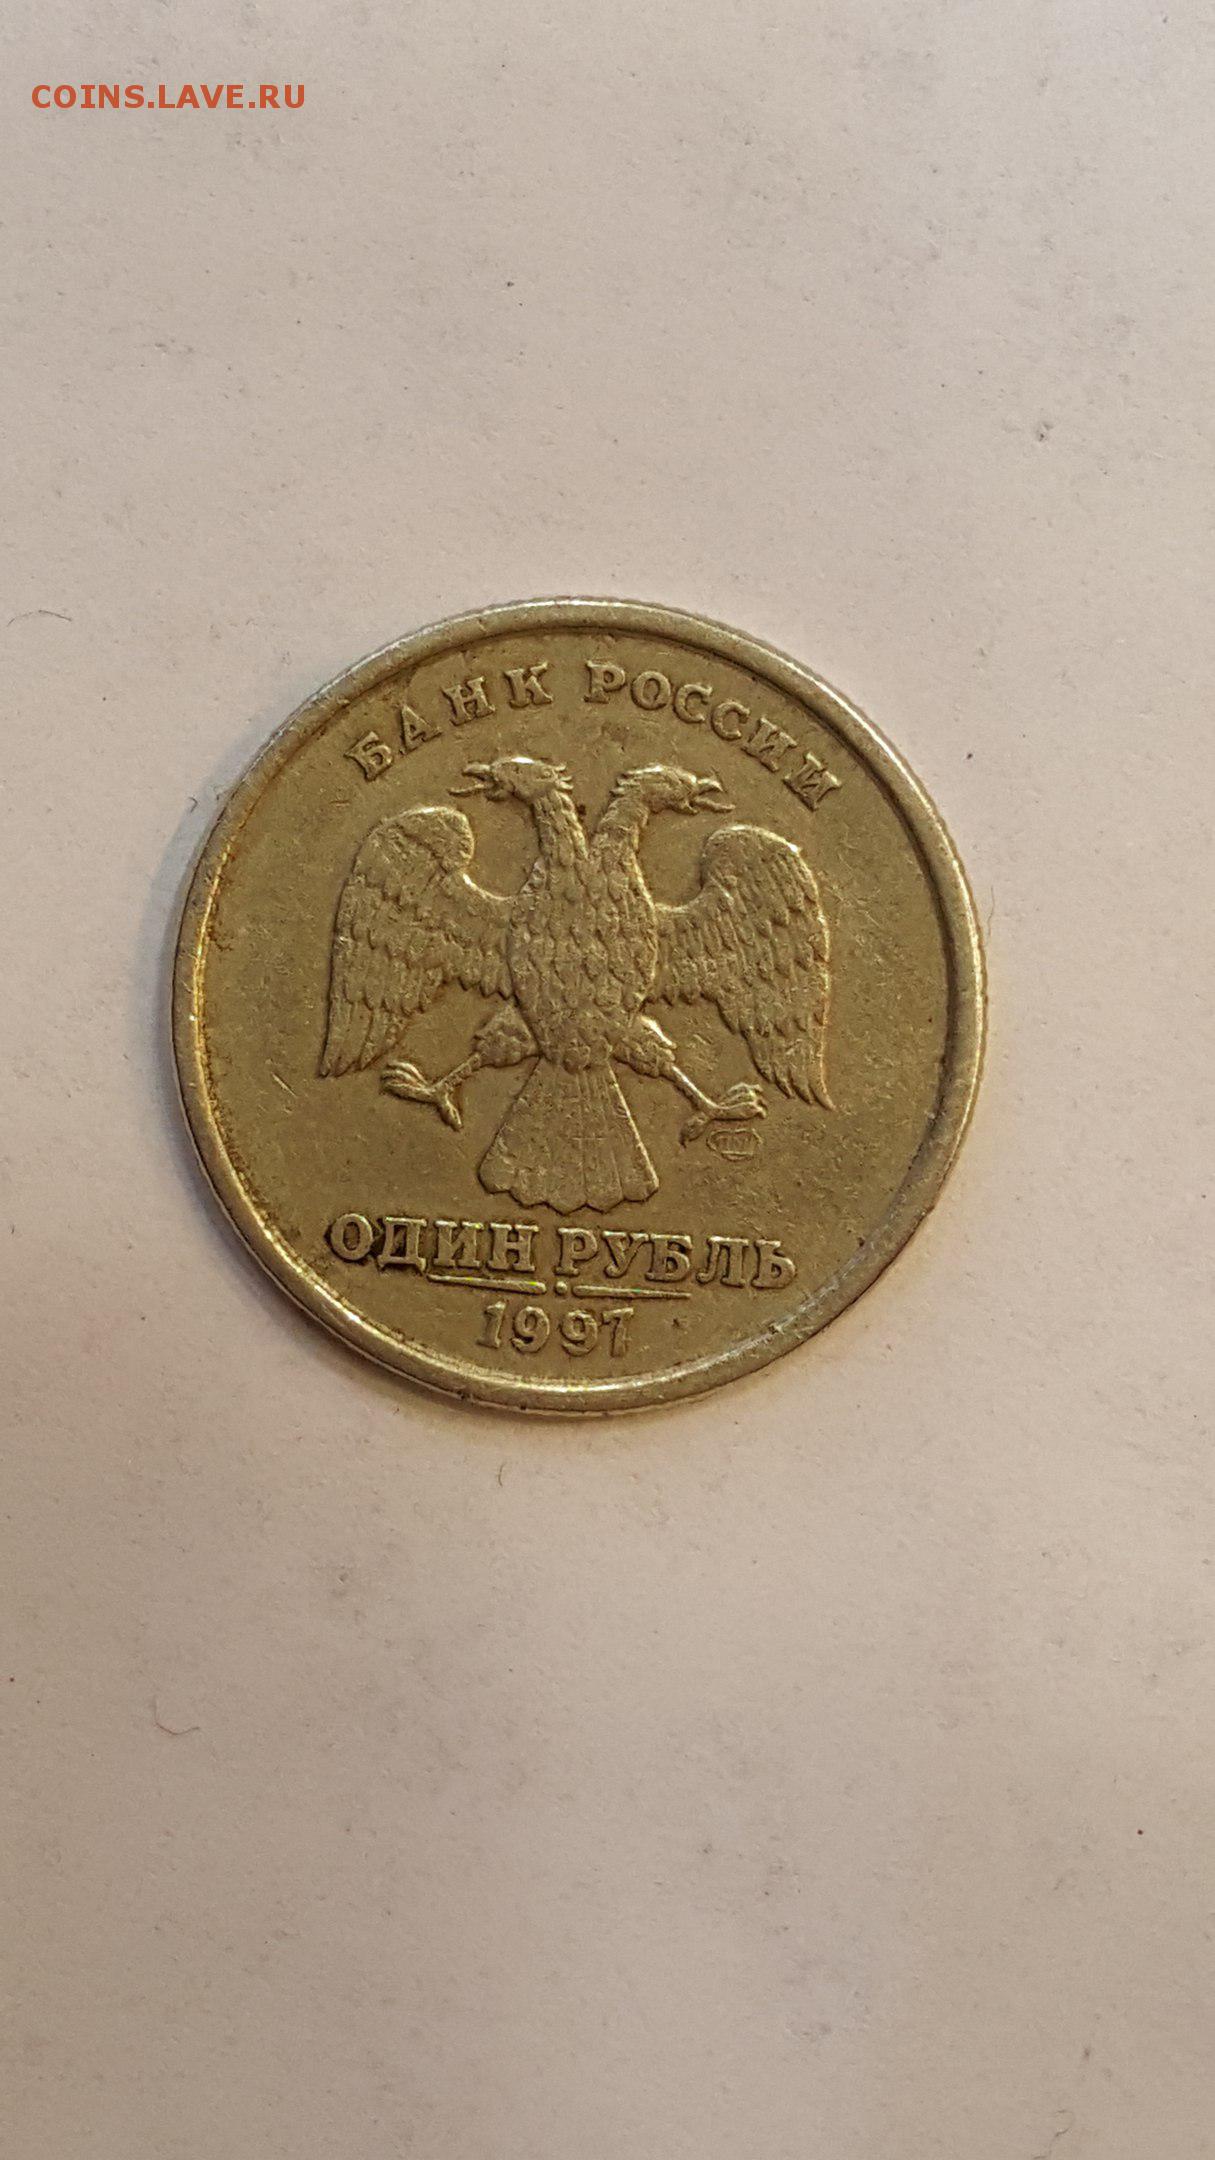 COINS.LAVE.RU
БАНК РОССИИ
ОДИН РУБЛЬ
1997